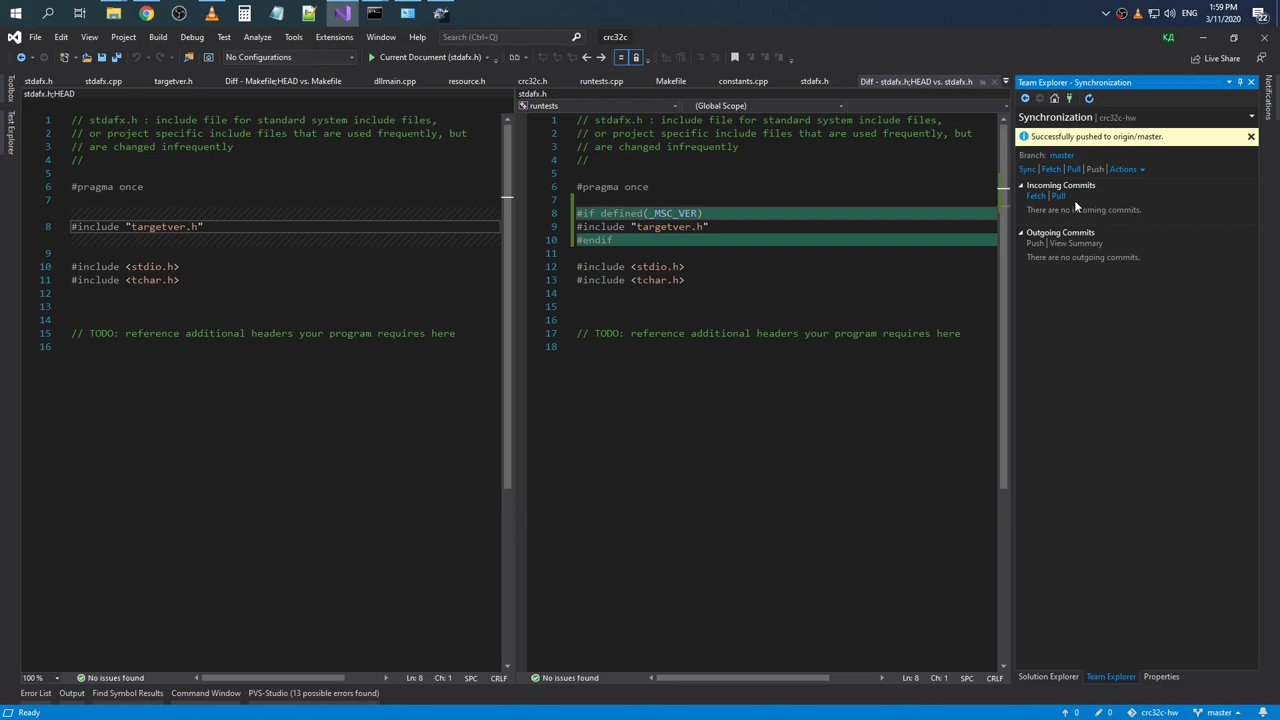 1:59 PM
ENG
3/11/2020
22
File Edit View Project Build Debug Test Analyze Tools Extensions Window Help Search (Ctrl+Q) crc32c КД
No Configurations Current Document (stdafx.h) Live Share
Toolbox
Test Explorer
Notifications
stdafx.h stdafx.cpp targetver.h Diff - Makefile;HEAD vs. Makefile dllmain.cpp resource.h crc32c.h runtests.cpp Makefile constants.cpp Diff - stdafx.h;HEAD vs. stdafx.h
stdafx.h;HEAD
1 // stdafx.h : include file for standard system include files,
2 // or project specific include files that are used frequently, but
3 // are changed infrequently
4 //
5
6 #pragma once
7
8 #include "targetver.h"
9
10 #include <stdio.h>
11 #include <tchar.h>
12
13
14
15 // TODO: reference additional headers your program requires here
16
100 % No issues found Ln: 8 Ch: 1 SPC CRLF
stdafx.h
runtests (Global Scope)
1 // stdafx.h : include file for standard system include files,
2 // or project specific include files that are used frequently, but
3 // are changed infrequently
4 //
5
6 #pragma once
7
8 #if defined(_MSC_VER)
9 #include "targetver.h"
10 #endif
11
12 #include <stdio.h>
13 #include <tchar.h>
14
15
16
17 // TODO: reference additional headers your program requires here
18
No issues found Ln: 8 Ch: 1 SPC CRLF
Team Explorer - Synchronization
Synchronization | crc32c-hw
Successfully pushed to origin/master.
Branch: master
Sync | Fetch | Pull | Push | Actions
Incoming Commits
Fetch | Pull
There are no incoming commits.
Outgoing Commits
Push | View Summary
There are no outgoing commits.
Solution Explorer Team Explorer Properties
Error List Output Find Symbol Results Command Window PVS-Studio (13 possible errors found)
Ready 0 0 crc32c-hw master